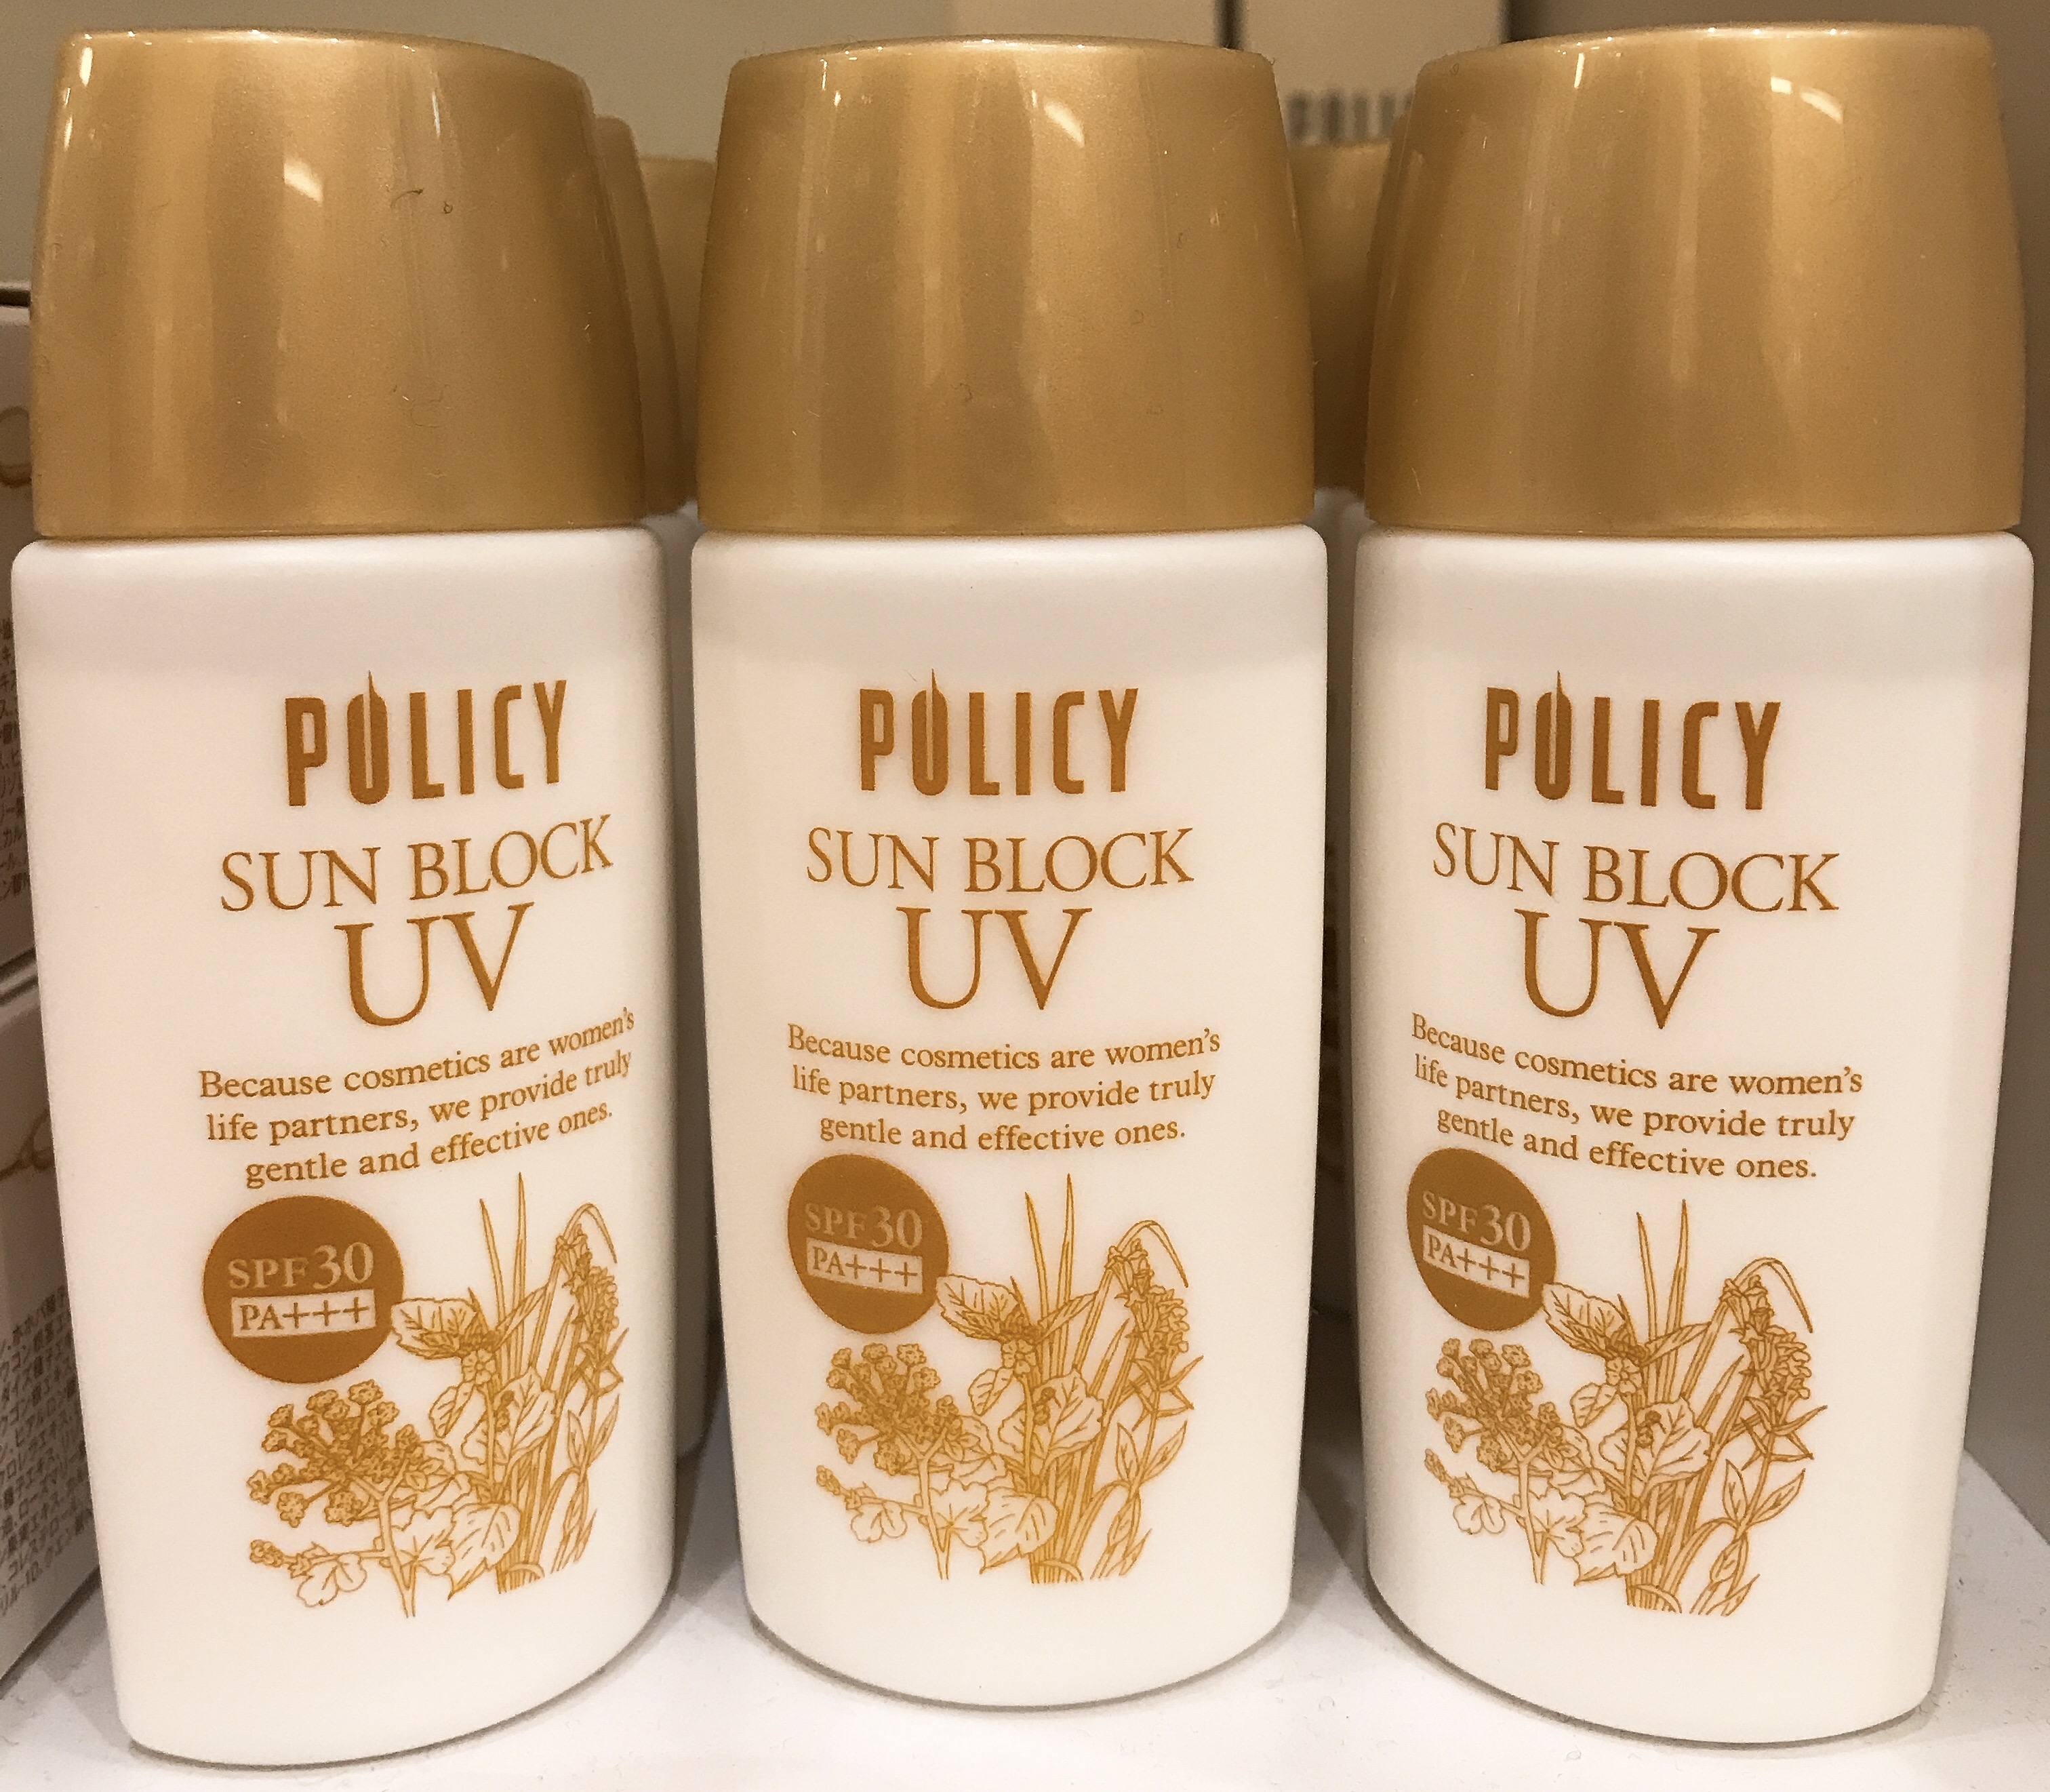 POLICY
SUN BLOCK
UV
Because cosmetics are women's
life partners, we provide truly
gentle and effective ones.
SPF30
PA+++
POLICY
SUN BLOCK
UV
Because cosmetics are women's
life partners, we provide truly
gentle and effective ones.
SPF30
PA+++
POLICY
SUN BLOCK
UV
Because cosmetics are women's
life partners, we provide truly
gentle and effective ones.
SPF30
PA+++